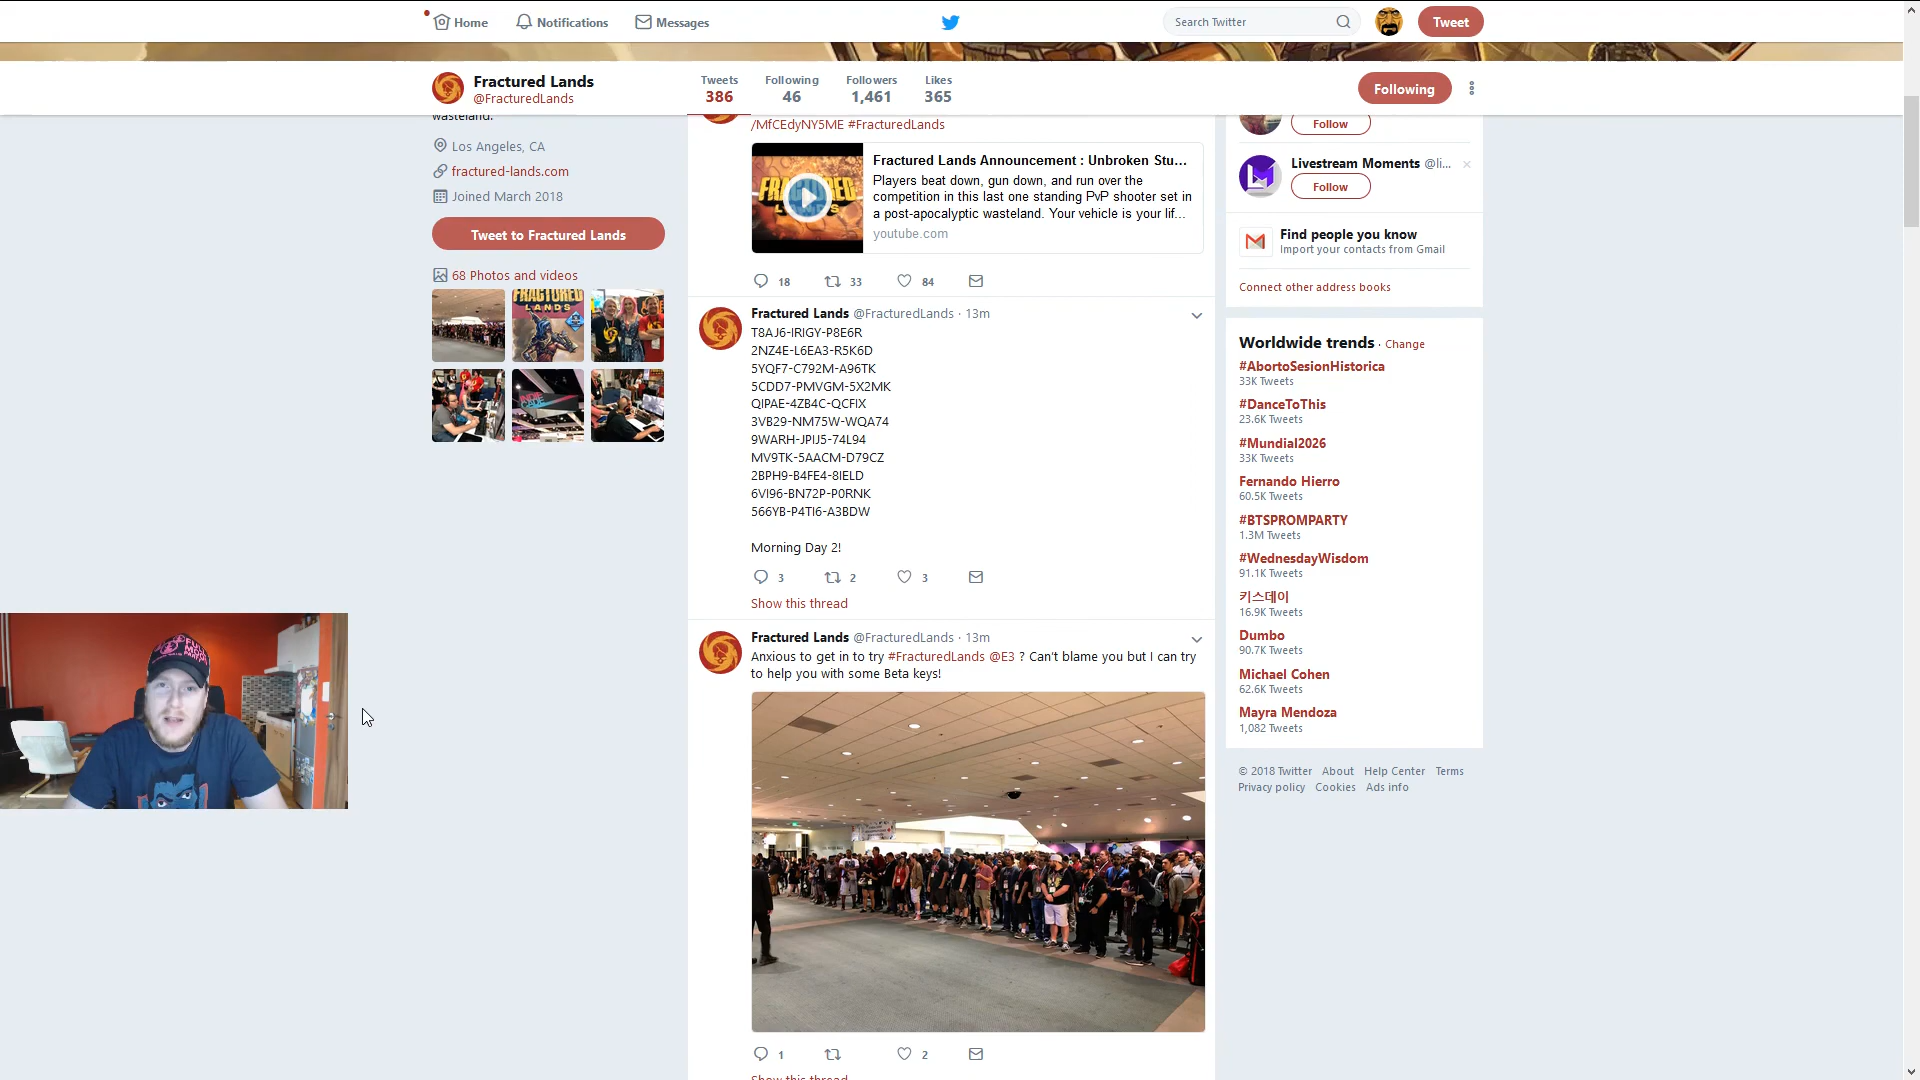 Home
Notifications
Messages
Search Twitter
Tweet
Fractured Lands
@FracturedLands
Tweets
386
Following
46
Followers
1,461
Likes
365
Following
wasteland.
Los Angeles, CA
fractured-lands.com
Joined March 2018
Tweet to Fractured Lands
68 Photos and videos
FRACTURED
LANDS
INDIE
CADE
/MfCEdyNY5ME #FracturedLands
Fractured Lands Announcement : Unbroken Stu...
Players beat down, gun down, and run over the
competition in this last one standing PvP shooter set in
a post-apocalyptic wasteland. Your vehicle is your lif...
youtube.com
18
33
84
Fractured Lands @FracturedLands · 13m
T8AJ6-IRIGY-P8E6R
2NZ4E-L6EA3-R5K6D
5YQF7-C792M-A96TK
5CDD7-PMVGM-5X2MK
QIPAE-4ZB4C-QCFIX
3VB29-NM75W-WQA74
9WARH-JPIJ5-74L94
MV9TK-5AACM-D79CZ
2BPH9-B4FE4-8IELD
6VI96-BN72P-P0RNK
566YB-P4TI6-A3BDW
Morning Day 2!
3
2
3
Show this thread
Fractured Lands @FracturedLands · 13m
Anxious to get in to try #FracturedLands @E3 ? Can't blame you but I can try
to help you with some Beta keys!
1
2
Show this thread
Follow
Livestream Moments @li...
Follow
Find people you know
Import your contacts from Gmail
Connect other address books
Worldwide trends · Change
#AbortoSesionHistorica
33K Tweets
#DanceToThis
23.6K Tweets
#Mundial2026
33K Tweets
Fernando Hierro
60.5K Tweets
#BTSPROMPARTY
1.3M Tweets
#WednesdayWisdom
91.1K Tweets
키스데이
16.9K Tweets
Dumbo
90.7K Tweets
Michael Cohen
62.6K Tweets
Mayra Mendoza
1,082 Tweets
© 2018 Twitter About Help Center Terms
Privacy policy Cookies Ads info